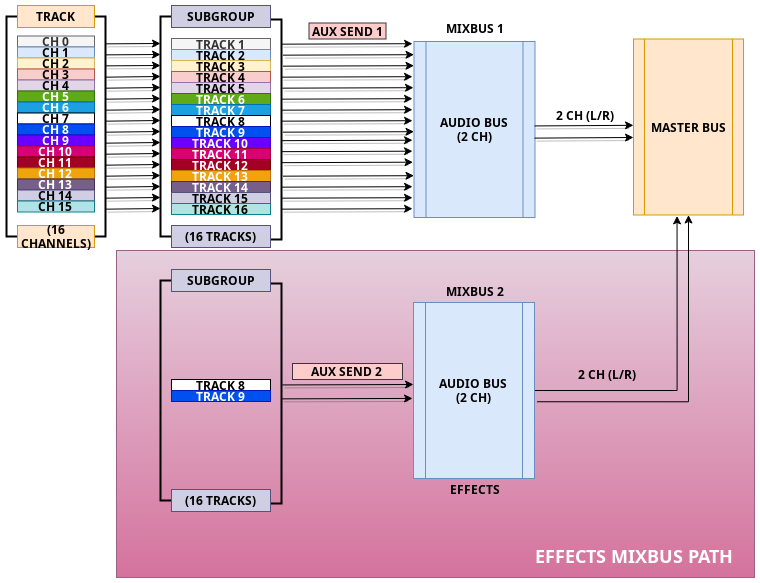 TRACK
CH 0
CH 1
CH 2
CH 3
CH 4
CH 5
CH 6
CH 7
CH 8
CH 9
CH 10
CH 11
CH 12
CH 13
CH 14
CH 15
(16
CHANNELS)
SUBGROUP
TRACK 1
TRACK 2
TRACK 3
TRACK 4
TRACK 5
TRACK 6
TRACK 7
TRACK 8
TRACK 9
TRACK 10
TRACK 11
TRACK 12
TRACK 13
TRACK 14
TRACK 15
TRACK 16
(16 TRACKS)
AUX SEND 1
MIXBUS 1
AUDIO BUS
(2 CH)
2 CH (L/R)
MASTER BUS
SUBGROUP
TRACK 8
TRACK 9
(16 TRACKS)
AUX SEND 2
MIXBUS 2
AUDIO BUS
(2 CH)
EFFECTS
2 CH (L/R)
EFFECTS MIXBUS PATH